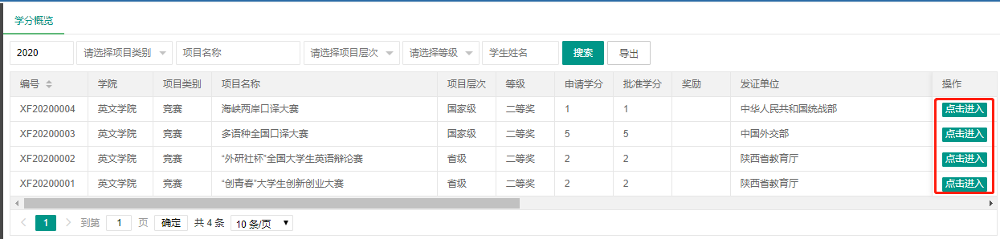 学分概览
2020 请选择项目类别 项目名称 请选择项目层次 请选择等级 学生姓名 搜索 导出
编号 学院 项目类别 项目名称 项目层次 等级 申请学分 批准学分 奖励 发证单位 操作
XF20200004 英文学院 竞赛 海峡两岸口译大赛 国家级 二等奖 1 1 中华人民共和国统战部 点击进入
XF20200003 英文学院 竞赛 多语种全国口译大赛 国家级 二等奖 5 5 中国外交部 点击进入
XF20200002 英文学院 竞赛 “外研社杯”全国大学生英语辩论赛 省级 二等奖 2 2 陕西省教育厅 点击进入
XF20200001 英文学院 竞赛 “创青春”大学生创新创业大赛 省级 二等奖 2 2 陕西省教育厅 点击进入
1 到第 1 页 确定 共 4 条 10 条/页